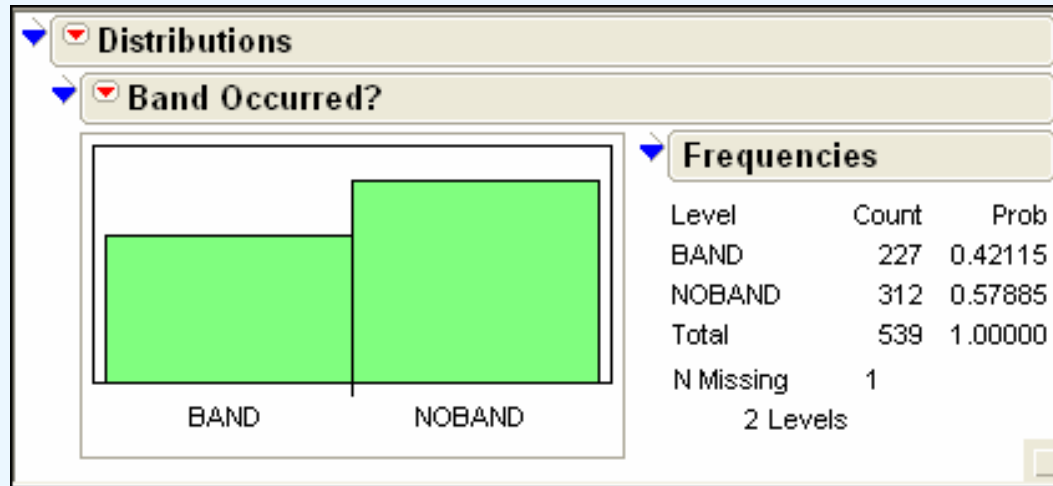 Distributions
Band Occurred?
BAND NOBAND
Frequencies
Level Count Prob
BAND 227 0.42115
NOBAND 312 0.57885
Total 539 1.00000
N Missing 1
2 Levels